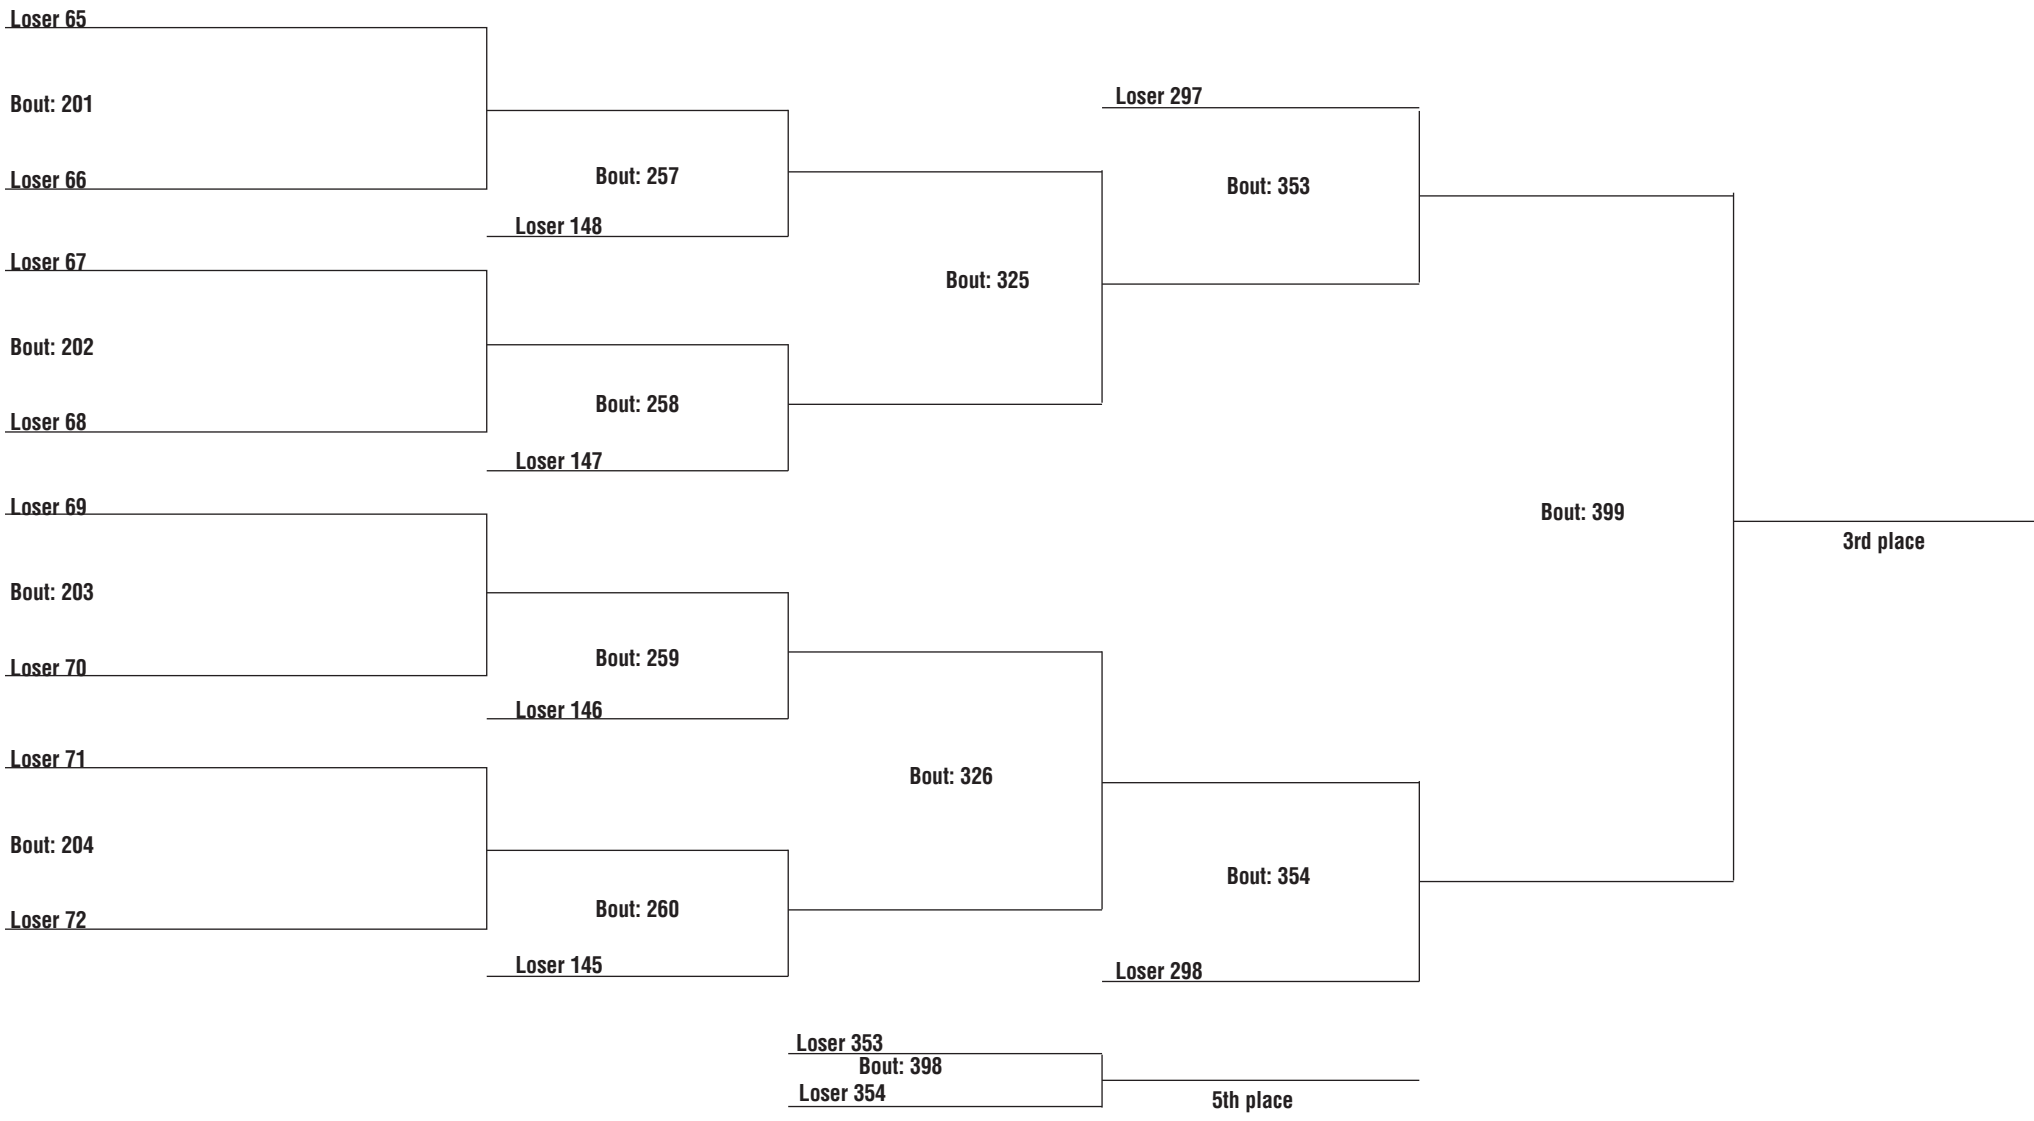 Loser 65
Bout: 201
Loser 66
Loser 67
Bout: 202
Loser 68
Loser 69
Bout: 203
Loser 70
Loser 71
Bout: 204
Loser 72
Bout: 257
Loser 148
Bout: 258
Loser 147
Bout: 259
Loser 146
Bout: 260
Loser 145
Bout: 325
Bout: 326
Loser 297
Bout: 353
Bout: 354
Loser 298
Bout: 399
3rd place
Loser 353
Bout: 398
Loser 354
5th place